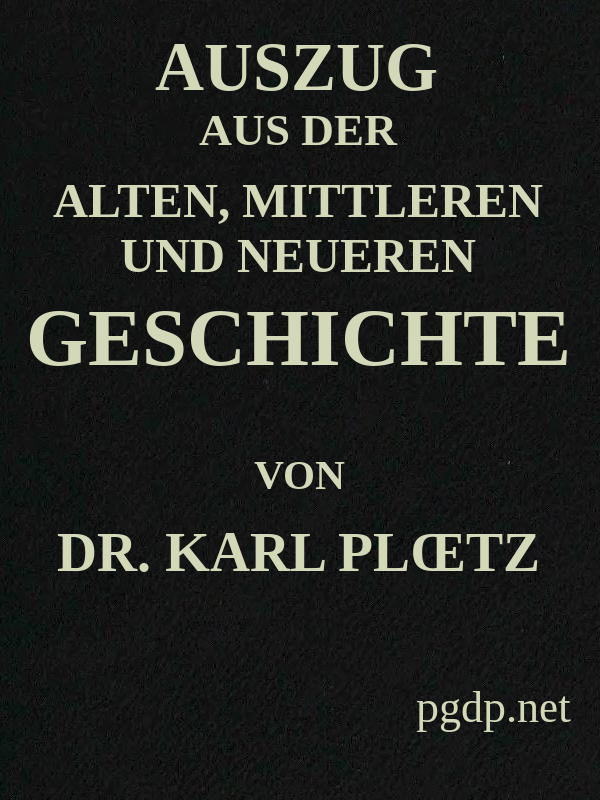 AUSZUG
AUS DER
ALTEN, MITTLEREN
UND NEUEREN
GESCHICHTE
VON
DR. KARL PLŒTZ
pgdp.net